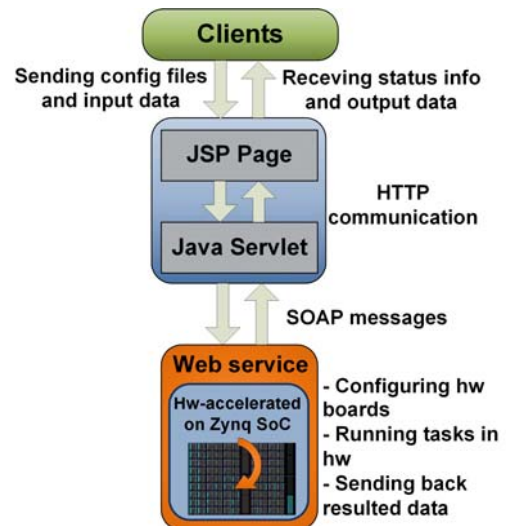 Clients
Sending config files
and input data
Receving status info
and output data
JSP Page
HTTP
communication
Java Servlet
SOAP messages
Web service
Hw-accelerated
on Zynq SoC
- Configuring hw
boards
- Running tasks in
hw
- Sending back
resulted data